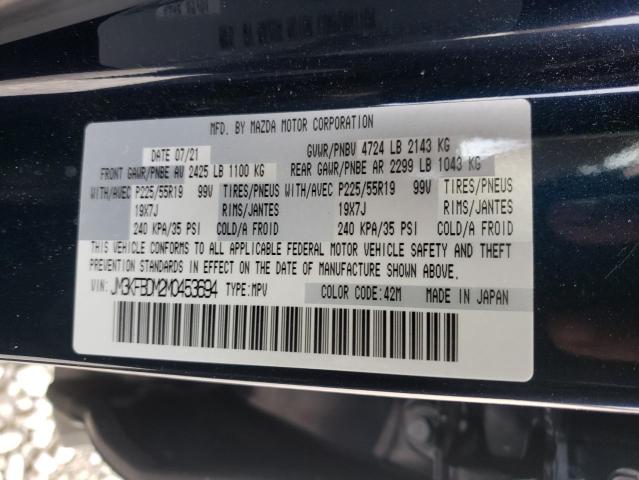 MFD. BY MAZDA MOTOR CORPORATION
DATE 07/21 GVWR/PNBV 4724 LB 2143 KG
FRONT GAWR/PNBE AV 2425 LB 1100 KG REAR GAWR/PNBE AR 2299 LB 1043 KG
WITH/AVEC P225/55R19 99V TIRES/PNEUS WITH/AVEC P225/55R19 99V TIRES/PNEUS
19X7J RIMS/JANTES 19X7J RIMS/JANTES
240 KPA/35 PSI COLD/A FROID 240 KPA/35 PSI COLD/A FROID
THIS VEHICLE CONFORMS TO ALL APPLICABLE FEDERAL MOTOR VEHICLE SAFETY AND THEFT
PREVENTION STANDARDS IN EFFECT ON THE DATE OF MANUFACTURE SHOWN ABOVE.
VIN: JM3KFBDM2M0453694 TYPE:MPV COLOR CODE:42M MADE IN JAPAN